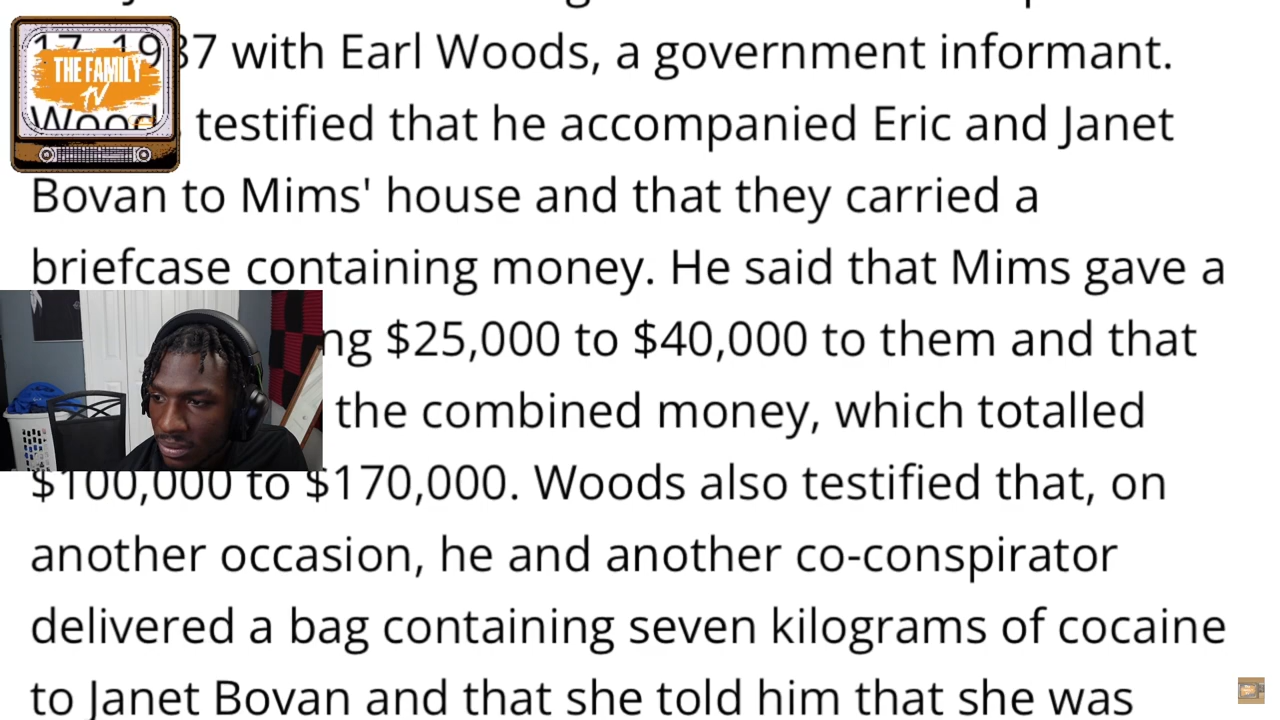 THE FAMILY
TV
17, 1987 with Earl Woods, a government informant.
Woods testified that he accompanied Eric and Janet
Bovan to Mims' house and that they carried a
briefcase containing money. He said that Mims gave a
$25,000 to $40,000 to them and that
the combined money, which totalled
$100,000 to $170,000. Woods also testified that, on
another occasion, he and another co-conspirator
delivered a bag containing seven kilograms of cocaine
to Janet Bovan and that she told him that she was